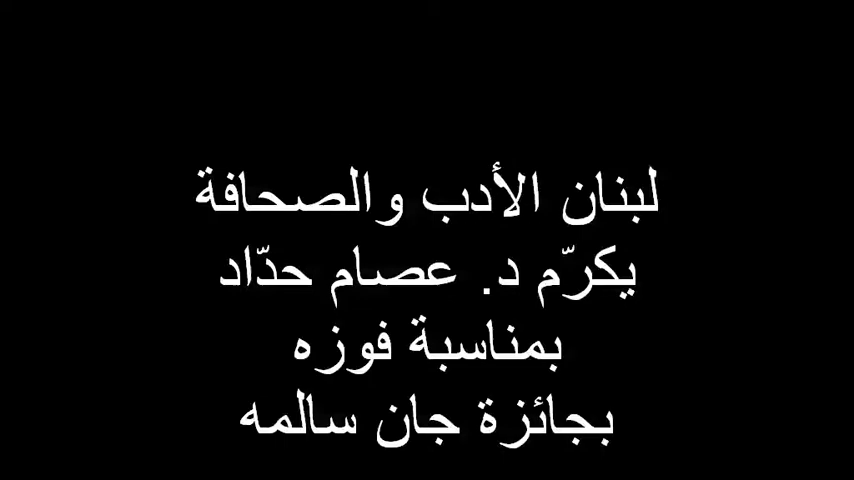 لبنان الأدب والصحافة
يكرّم د. عصام حدّاد
بمناسبة فوزه
بجائزة جان سالمه